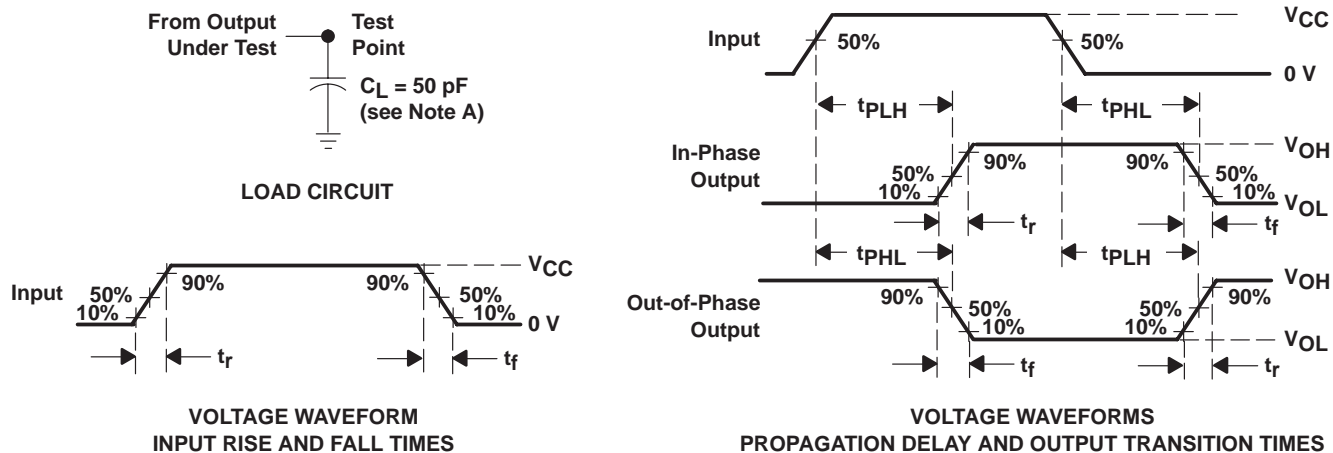 From Output
Under Test
Test
Point
CL = 50 pF
(see Note A)
LOAD CIRCUIT
Input
50%
10%
90%
90%
50%
10%
VCC
0 V
tr
tf
VOLTAGE WAVEFORM
INPUT RISE AND FALL TIMES
Input
50%
50%
VCC
0 V
tPLH
tPHL
In-Phase
Output
50%
10%
90%
90%
50%
10%
VOH
VOL
tr
tf
tPHL
tPLH
Out-of-Phase
Output
90%
50%
10%
50%
10%
90%
VOH
VOL
tf
tr
VOLTAGE WAVEFORMS
PROPAGATION DELAY AND OUTPUT TRANSITION TIMES